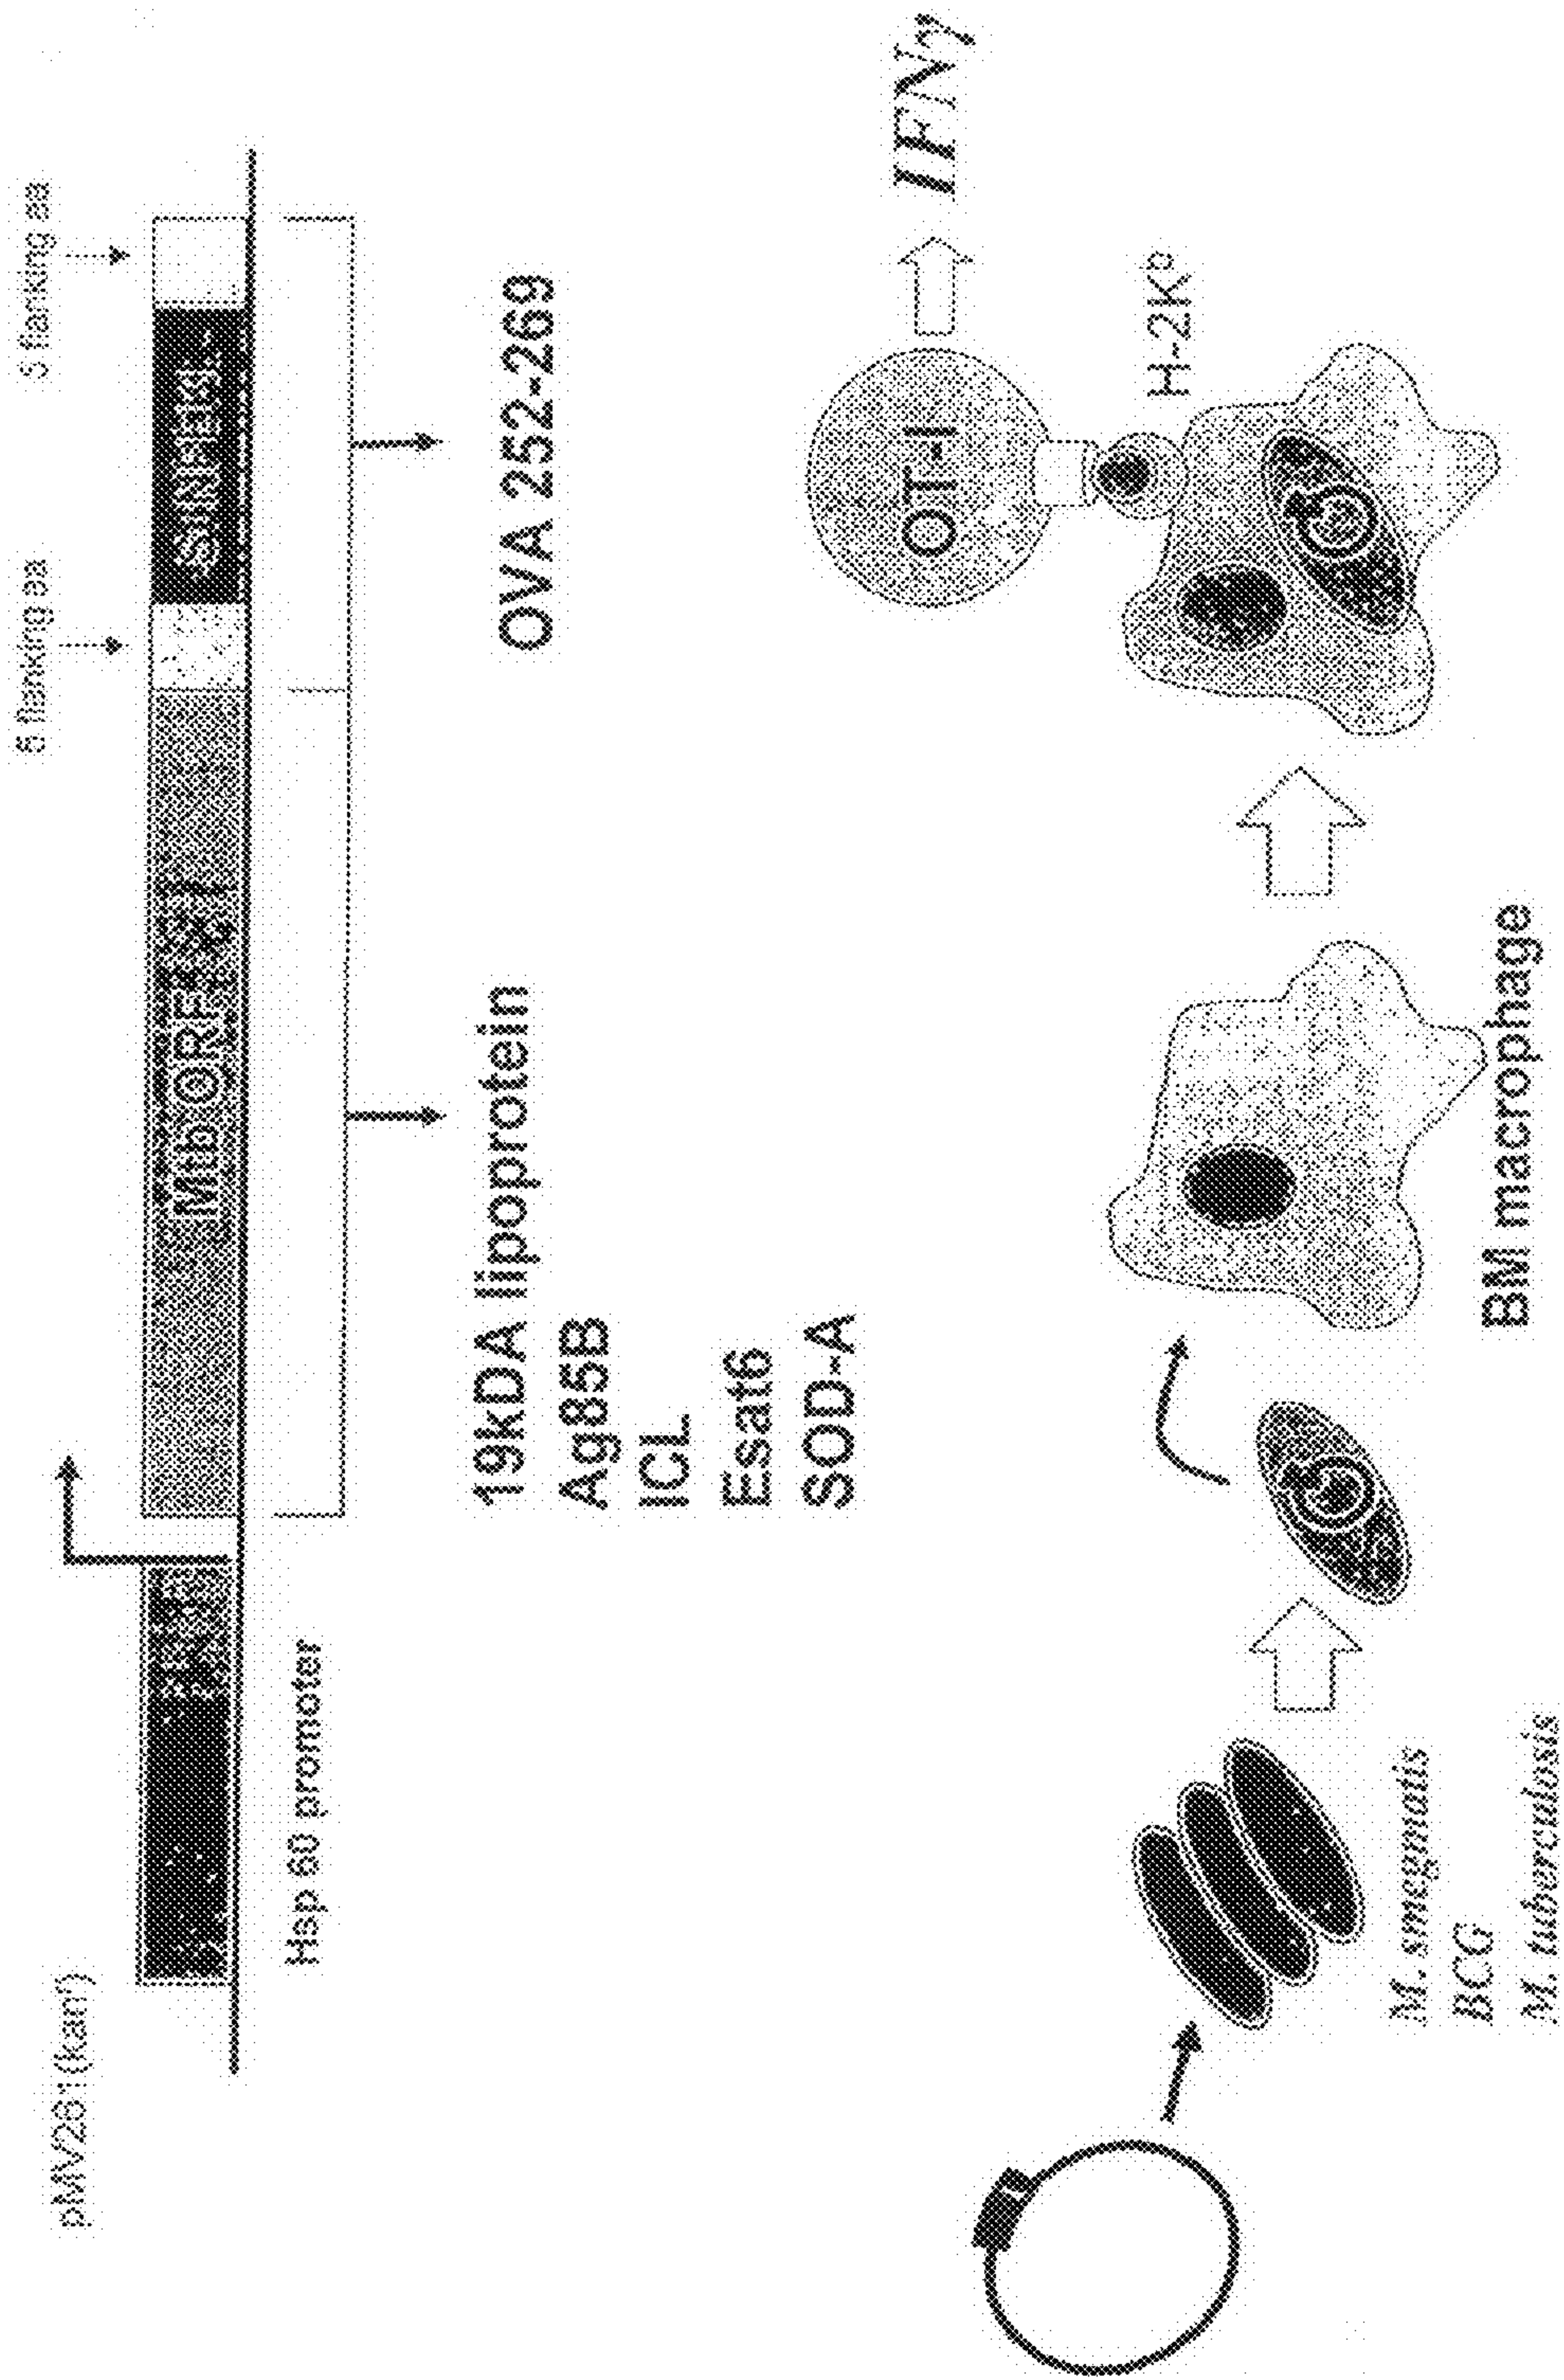 pMV261(kanʳ)
5 flanking aa
5 flanking aa
Mtb ORF
SIINFEKL
Hsp 60 promoter
19kDA lipoprotein
Ag85B
ICL
Esat6
SOD-A
OVA 252-269
OT-I
IFNγ
H-2Kᵇ
BM macrophage
M. smegmatis
BCG
M. tuberculosis